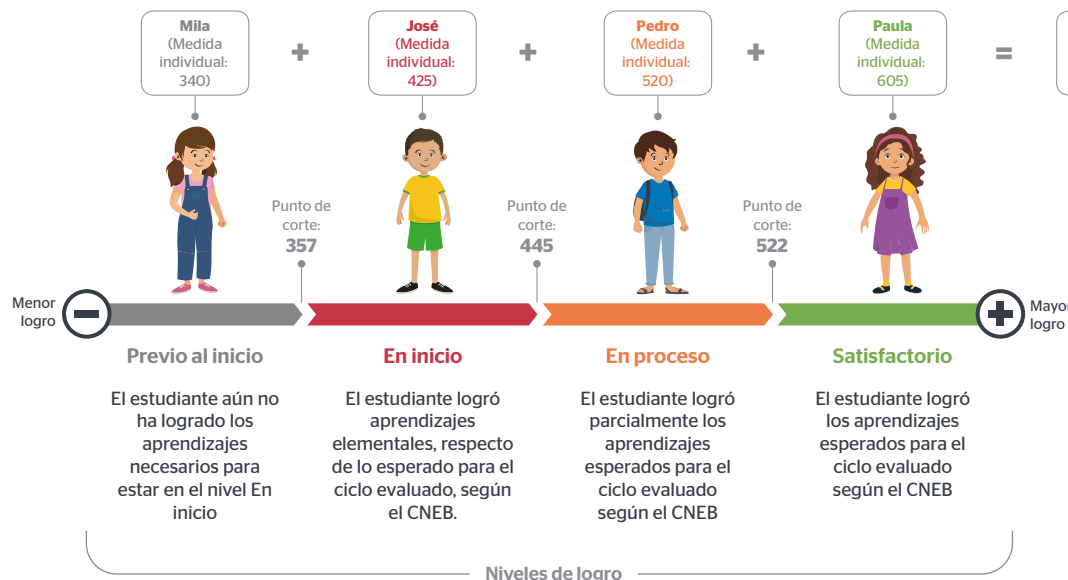 Mila
(Medida
individual:
340)
+
José
(Medida
individual:
425)
+
Pedro
(Medida
individual:
520)
+
Paula
(Medida
individual:
605)
=
Punto de
corte:
357
Punto de
corte:
445
Punto de
corte:
522
Menor
logro
Mayor
logro
Previo al inicio
El estudiante aún no
ha logrado los
aprendizajes
necesarios para
estar en el nivel En
inicio
En inicio
El estudiante logró
aprendizajes
elementales, respecto
de lo esperado para el
ciclo evaluado, según
el CNEB.
En proceso
El estudiante logró
parcialmente los
aprendizajes
esperados para el
ciclo evaluado
según el CNEB
Satisfactorio
El estudiante logró
los aprendizajes
esperados para el
ciclo evaluado
según el CNEB
Niveles de logro